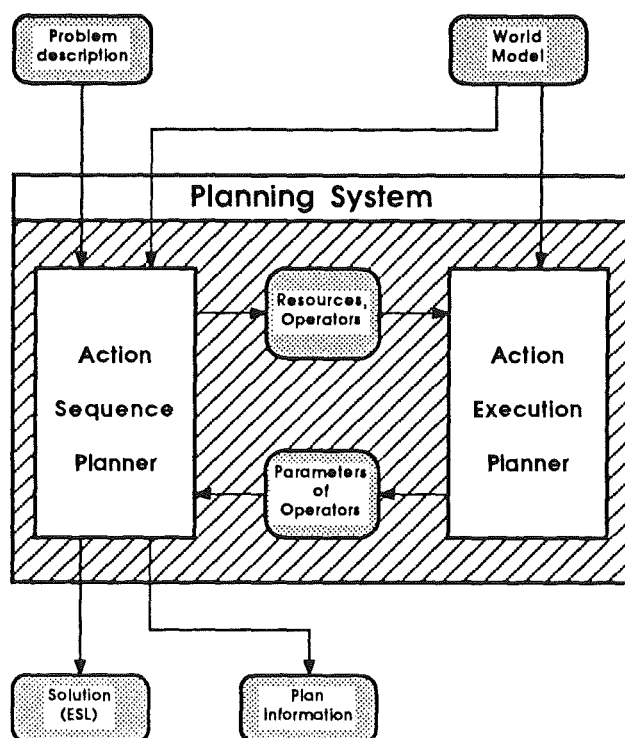 Problem
description
World
Model
Planning System
Action
Sequence
Planner
Resources,
Operators
Action
Execution
Planner
Parameters
of
Operators
Solution
(ESL)
Plan
Information